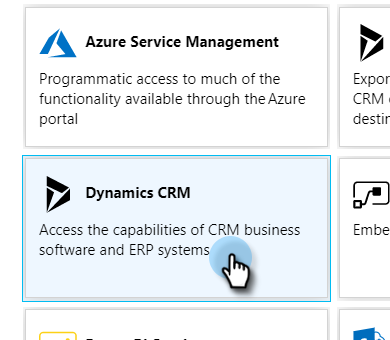 Azure Service Management
Programmatic access to much of the
functionality available through the Azure
portal
Expor
CRM
destin
Dynamics CRM
Access the capabilities of CRM business
software and ERP systems
Embe